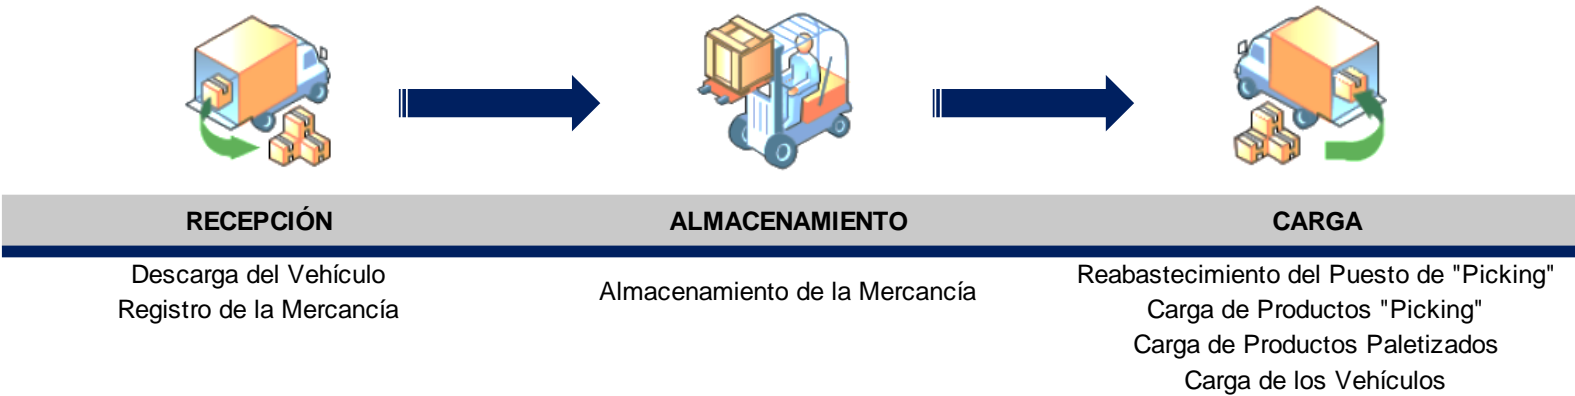 RECEPCIÓN
ALMACENAMIENTO
CARGA
Descarga del Vehículo
Registro de la Mercancía
Almacenamiento de la Mercancía
Reabastecimiento del Puesto de "Picking"
Carga de Productos "Picking"
Carga de Productos Paletizados
Carga de los Vehículos